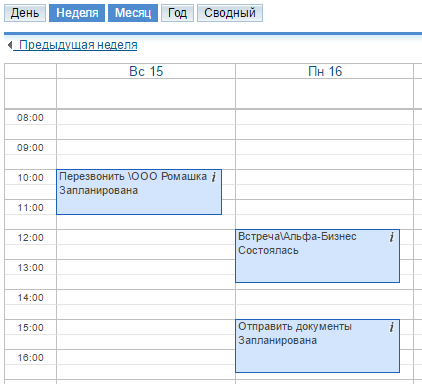 День Неделя Месяц Год Сводный
Предыдущая неделя
Вс 15 Пн 16
08:00
09:00
10:00 Перезвонить \ООО Ромашка i
Запланирована
11:00
12:00 Встреча\Альфа-Бизнес i
Состоялась
13:00
14:00
15:00 Отправить документы i
Запланирована
16:00